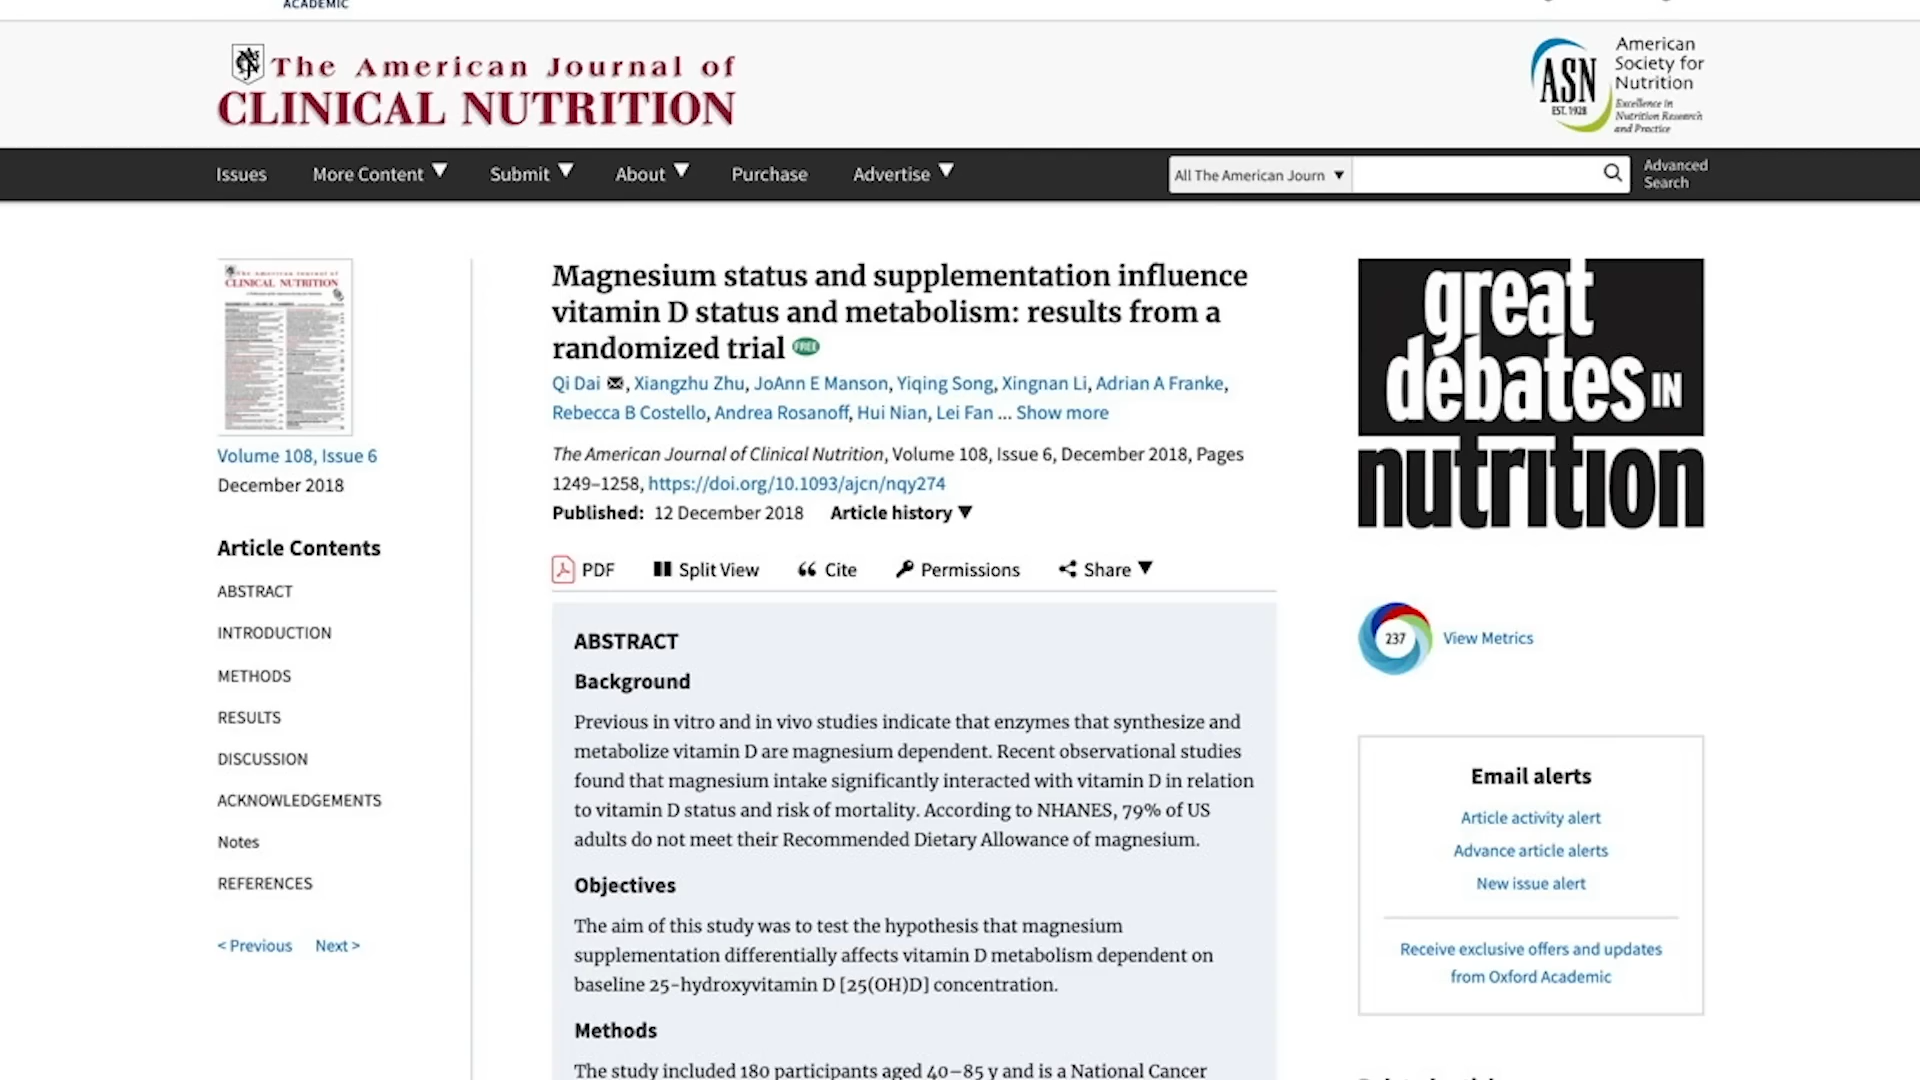 ACADEMIC
The American Journal of
CLINICAL NUTRITION
ASN
EST. 1928
American
Society for
Nutrition
Excellence in
Nutrition Research
and Practice
Issues More Content Submit About Purchase Advertise
All The American Journ
Advanced
Search
The American Journal of
CLINICAL NUTRITION
Volume 108, Issue 6
December 2018
Article Contents
ABSTRACT
INTRODUCTION
METHODS
RESULTS
DISCUSSION
ACKNOWLEDGEMENTS
Notes
REFERENCES
< Previous Next >
Magnesium status and supplementation influence
vitamin D status and metabolism: results from a
randomized trial FREE
Qi Dai, Xiangzhu Zhu, JoAnn E Manson, Yiqing Song, Xingnan Li, Adrian A Franke,
Rebecca B Costello, Andrea Rosanoff, Hui Nian, Lei Fan ... Show more
The American Journal of Clinical Nutrition, Volume 108, Issue 6, December 2018, Pages
1249–1258, https://doi.org/10.1093/ajcn/nqy274
Published: 12 December 2018 Article history
PDF Split View Cite Permissions Share
ABSTRACT
Background
Previous in vitro and in vivo studies indicate that enzymes that synthesize and
metabolize vitamin D are magnesium dependent. Recent observational studies
found that magnesium intake significantly interacted with vitamin D in relation
to vitamin D status and risk of mortality. According to NHANES, 79% of US
adults do not meet their Recommended Dietary Allowance of magnesium.
Objectives
The aim of this study was to test the hypothesis that magnesium
supplementation differentially affects vitamin D metabolism dependent on
baseline 25-hydroxyvitamin D [25(OH)D] concentration.
Methods
The study included 180 participants aged 40–85 y and is a National Cancer
great
debates IN
nutrition
237 View Metrics
Email alerts
Article activity alert
Advance article alerts
New issue alert
Receive exclusive offers and updates
from Oxford Academic